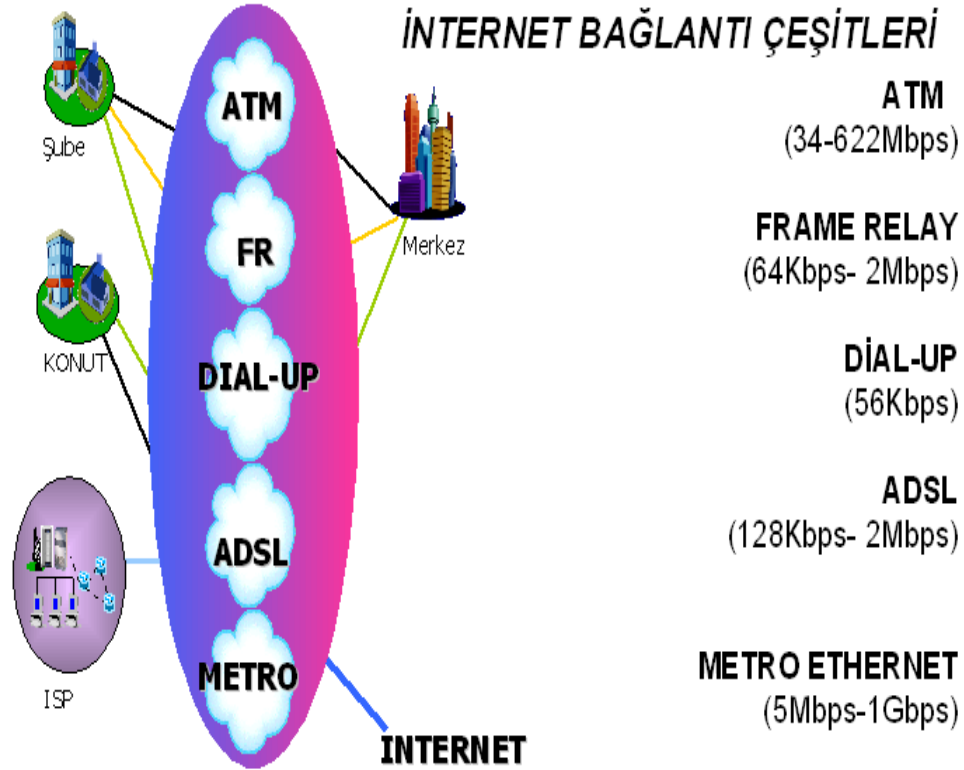 İNTERNET BAĞLANTI ÇEŞİTLERİ
Şube
KONUT
ISP
ATM
FR
DIAL-UP
ADSL
METRO
Merkez
INTERNET
ATM
(34-622Mbps)
FRAME RELAY
(64Kbps- 2Mbps)
DİAL-UP
(56Kbps)
ADSL
(128Kbps- 2Mbps)
METRO ETHERNET
(5Mbps-1Gbps)